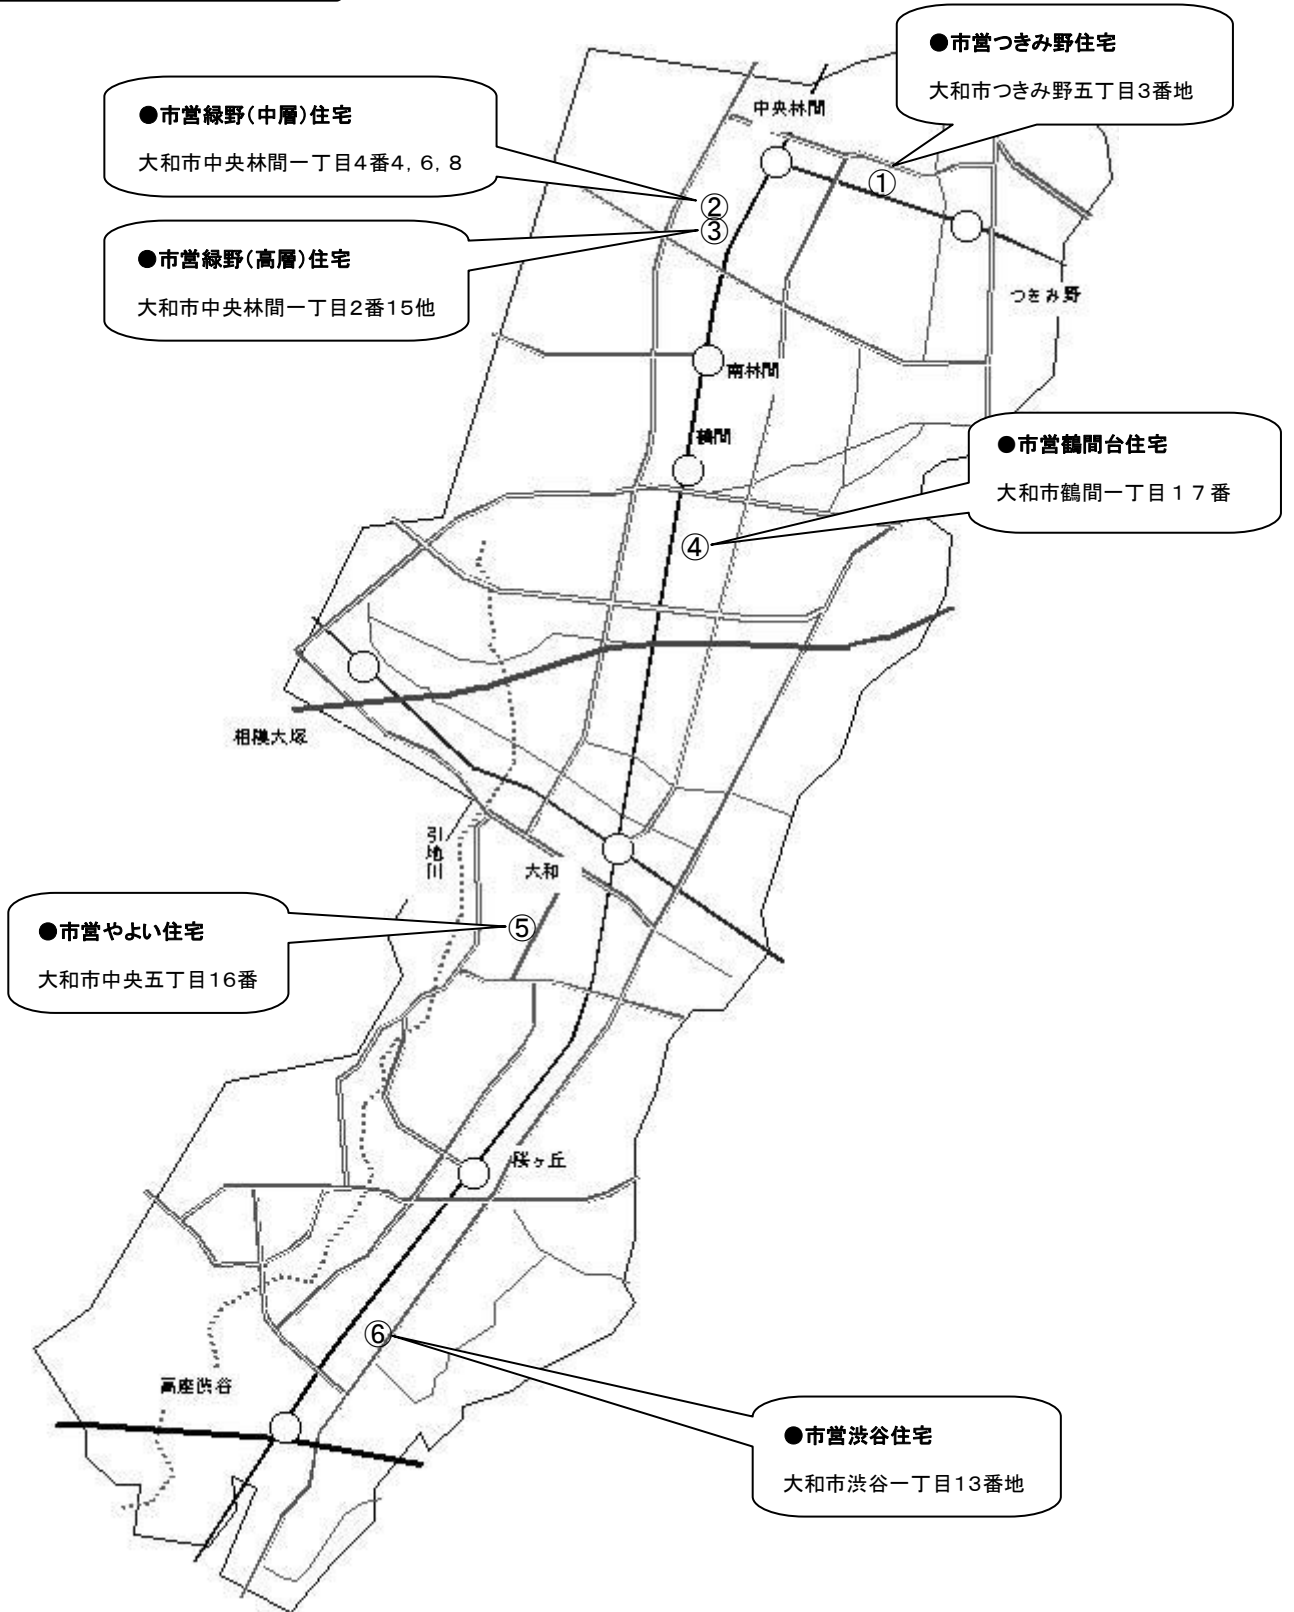 ●市営つきみ野住宅
大和市つきみ野五丁目3番地
●市営緑野(中層)住宅
大和市中央林間一丁目4番4, 6, 8
中央林間
①
②
③
●市営緑野(高層)住宅
大和市中央林間一丁目2番15他
つきみ野
南林間
鶴間
●市営鶴間台住宅
大和市鶴間一丁目１７番
④
相模大塚
引地川
大和
●市営やよい住宅
大和市中央五丁目16番
⑤
桜ヶ丘
⑥
高座渋谷
●市営渋谷住宅
大和市渋谷一丁目13番地